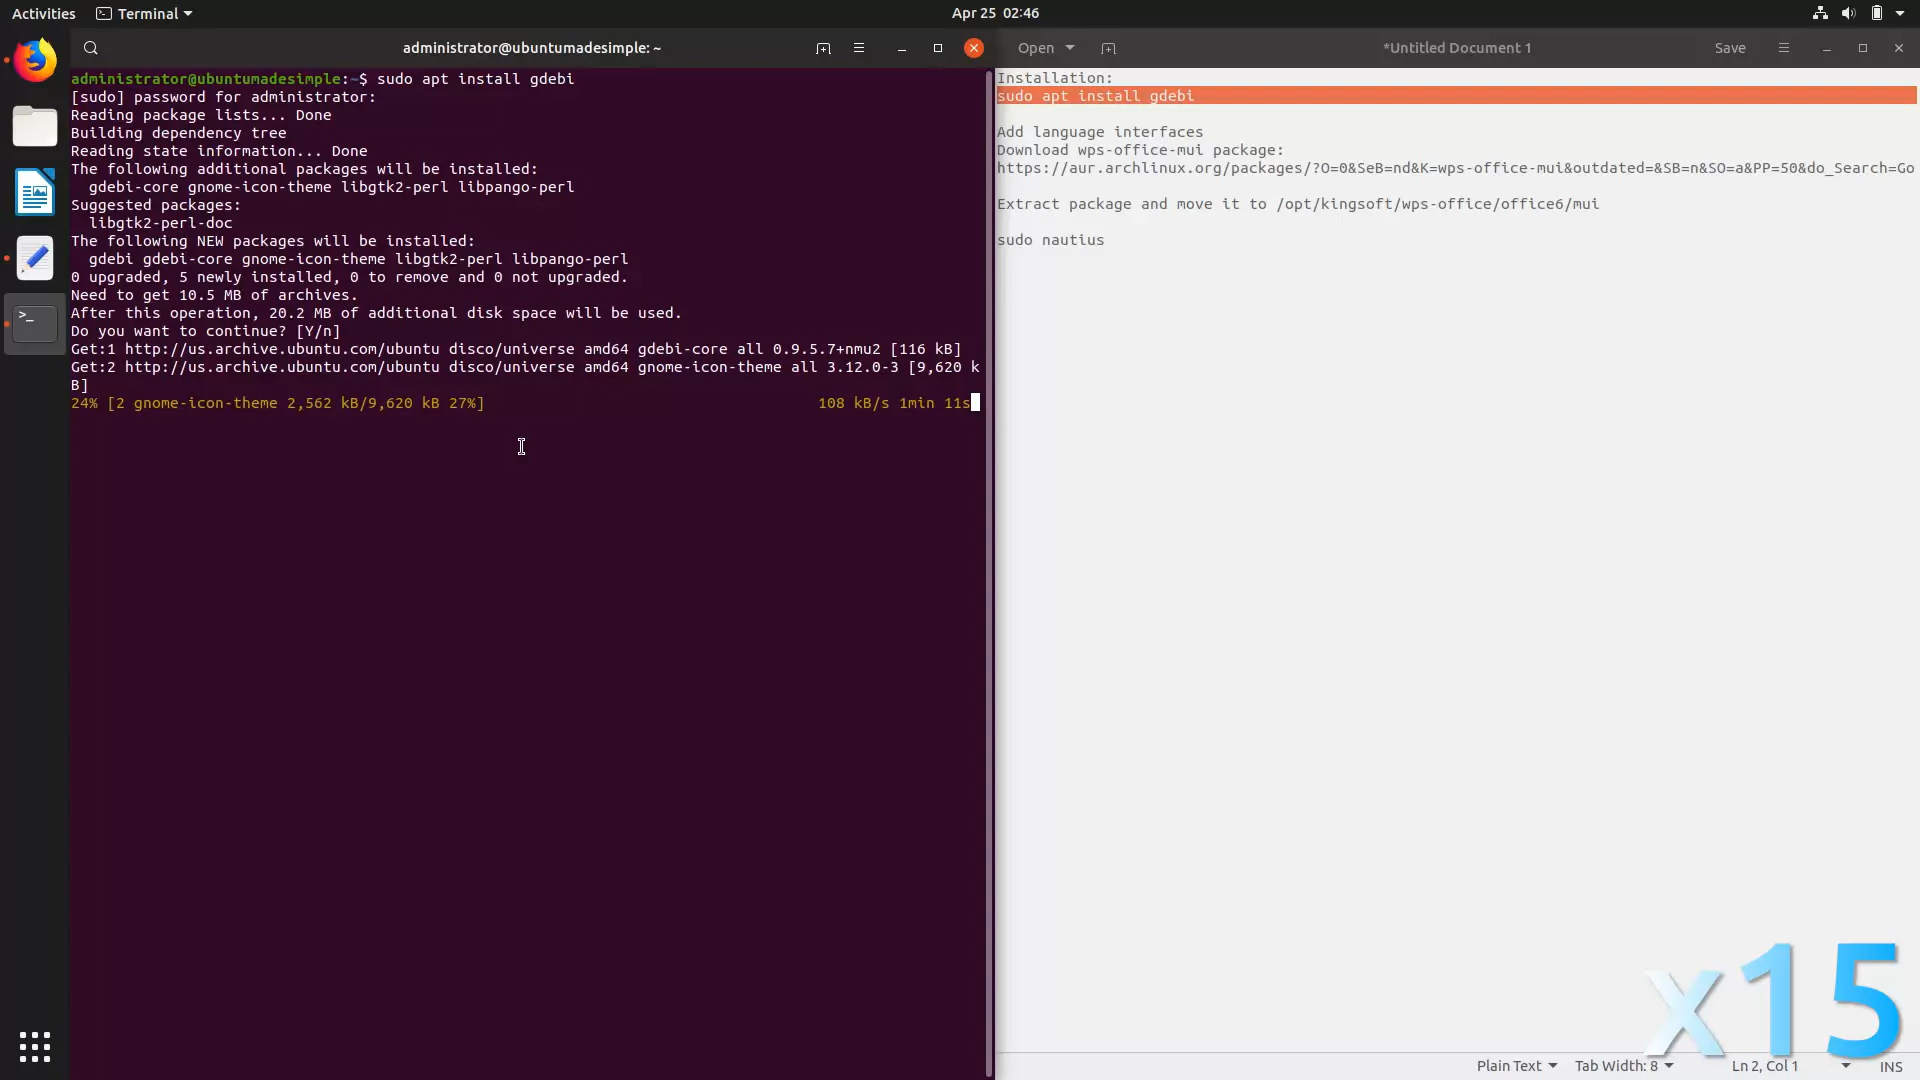 Activities
Terminal
Apr 25 02:46
administrator@ubuntumadesimple: ~
administrator@ubuntumadesimple:~$ sudo apt install gdebi
[sudo] password for administrator:
Reading package lists... Done
Building dependency tree
Reading state information... Done
The following additional packages will be installed:
  gdebi-core gnome-icon-theme libgtk2-perl libpango-perl
Suggested packages:
  libgtk2-perl-doc
The following NEW packages will be installed:
  gdebi gdebi-core gnome-icon-theme libgtk2-perl libpango-perl
0 upgraded, 5 newly installed, 0 to remove and 0 not upgraded.
Need to get 10.5 MB of archives.
After this operation, 20.2 MB of additional disk space will be used.
Do you want to continue? [Y/n]
Get:1 http://us.archive.ubuntu.com/ubuntu disco/universe amd64 gdebi-core all 0.9.5.7+nmu2 [116 kB]
Get:2 http://us.archive.ubuntu.com/ubuntu disco/universe amd64 gnome-icon-theme all 3.12.0-3 [9,620 k
B]
24% [2 gnome-icon-theme 2,562 kB/9,620 kB 27%] 108 kB/s 1min 11s
Open
*Untitled Document 1
Save
Installation:
sudo apt install gdebi
Add language interfaces
Download wps-office-mui package:
https://aur.archlinux.org/packages/?O=0&SeB=nd&K=wps-office-mui&outdated=&SB=n&SO=a&PP=50&do_Search=Go
Extract package and move it to /opt/kingsoft/wps-office/office6/mui
sudo nautius
x15
Plain Text
Tab Width: 8
Ln 2, Col 1
INS